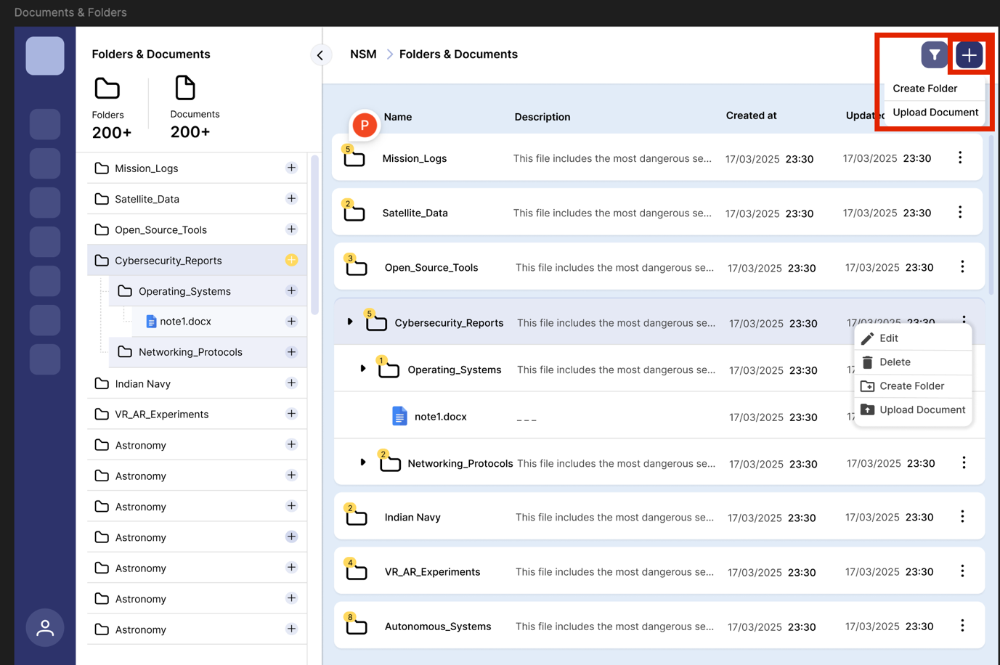 Documents & Folders
Folders & Documents
Folders
200+
Documents
200+
Mission_Logs
Satellite_Data
Open_Source_Tools
Cybersecurity_Reports
Operating_Systems
note1.docx
Networking_Protocols
Indian Navy
VR_AR_Experiments
Astronomy
Astronomy
Astronomy
Astronomy
Astronomy
Astronomy
Astronomy
NSM > Folders & Documents
Create Folder
Upload Document
P
Name Description Created at Updated
5 Mission_Logs This file includes the most dangerous se... 17/03/2025 23:30 17/03/2025 23:30
2 Satellite_Data This file includes the most dangerous se... 17/03/2025 23:30 17/03/2025 23:30
3 Open_Source_Tools This file includes the most dangerous se... 17/03/2025 23:30 17/03/2025 23:30
5 Cybersecurity_Reports This file includes the most dangerous se... 17/03/2025 23:30 17/03/2025 23:30
Edit
Delete
Create Folder
Upload Document
1 Operating_Systems This file includes the most dangerous se... 17/03/2025 23:30 17
note1.docx _ _ _ 17/03/2025 23:30 17
2 Networking_Protocols This file includes the most dangerous se... 17/03/2025 23:30 17/03/2025 23:30
2 Indian Navy This file includes the most dangerous se... 17/03/2025 23:30 17/03/2025 23:30
4 VR_AR_Experiments This file includes the most dangerous se... 17/03/2025 23:30 17/03/2025 23:30
8 Autonomous_Systems This file includes the most dangerous se... 17/03/2025 23:30 17/03/2025 23:30